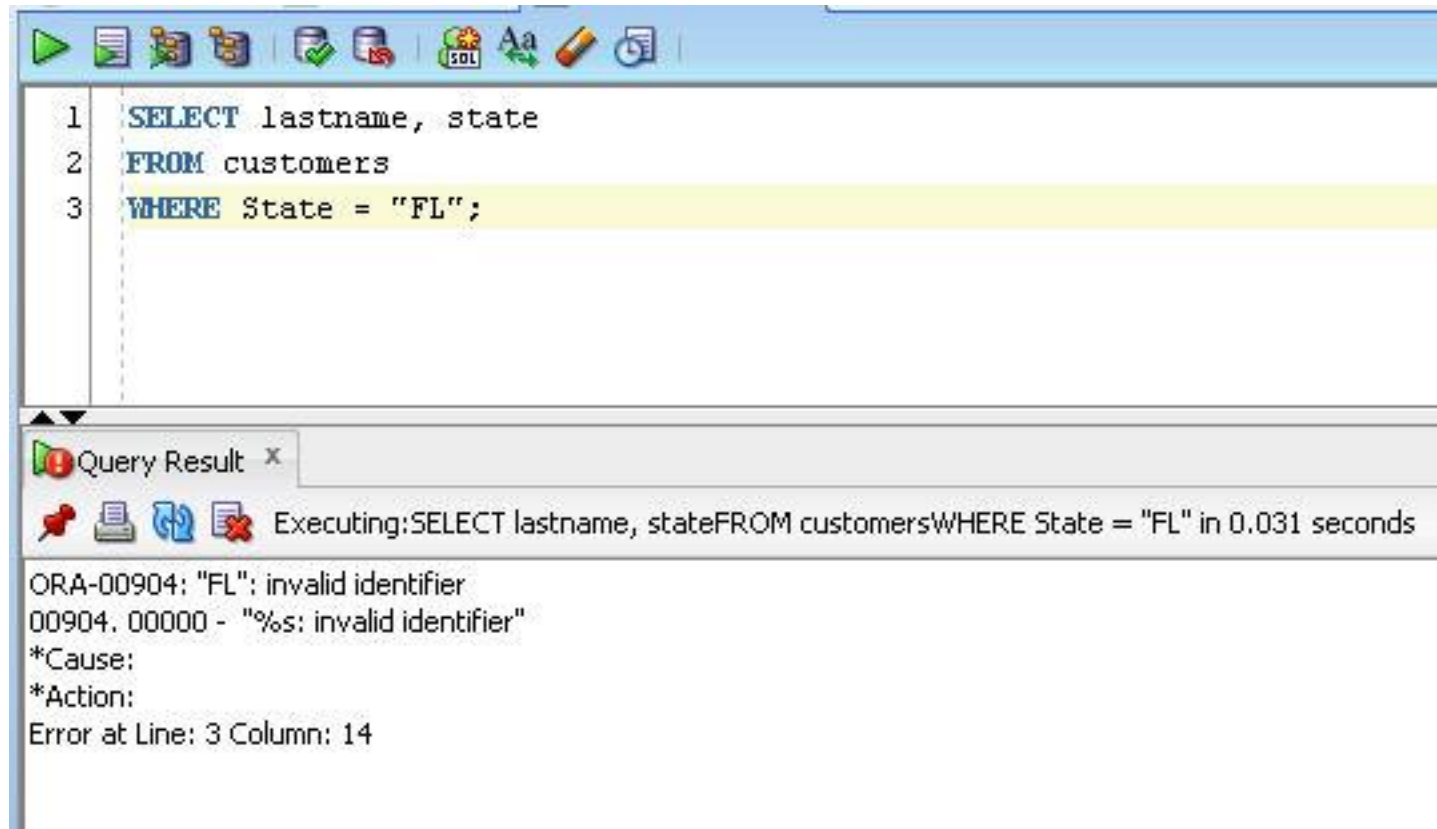 SQL
Aa
1 SELECT lastname, state
2 FROM customers
3 WHERE State = "FL";
Query Result x
Executing:SELECT lastname, stateFROM customersWHERE State = "FL" in 0.031 seconds
ORA-00904: "FL": invalid identifier
00904. 00000 - "%s: invalid identifier"
*Cause:
*Action:
Error at Line: 3 Column: 14